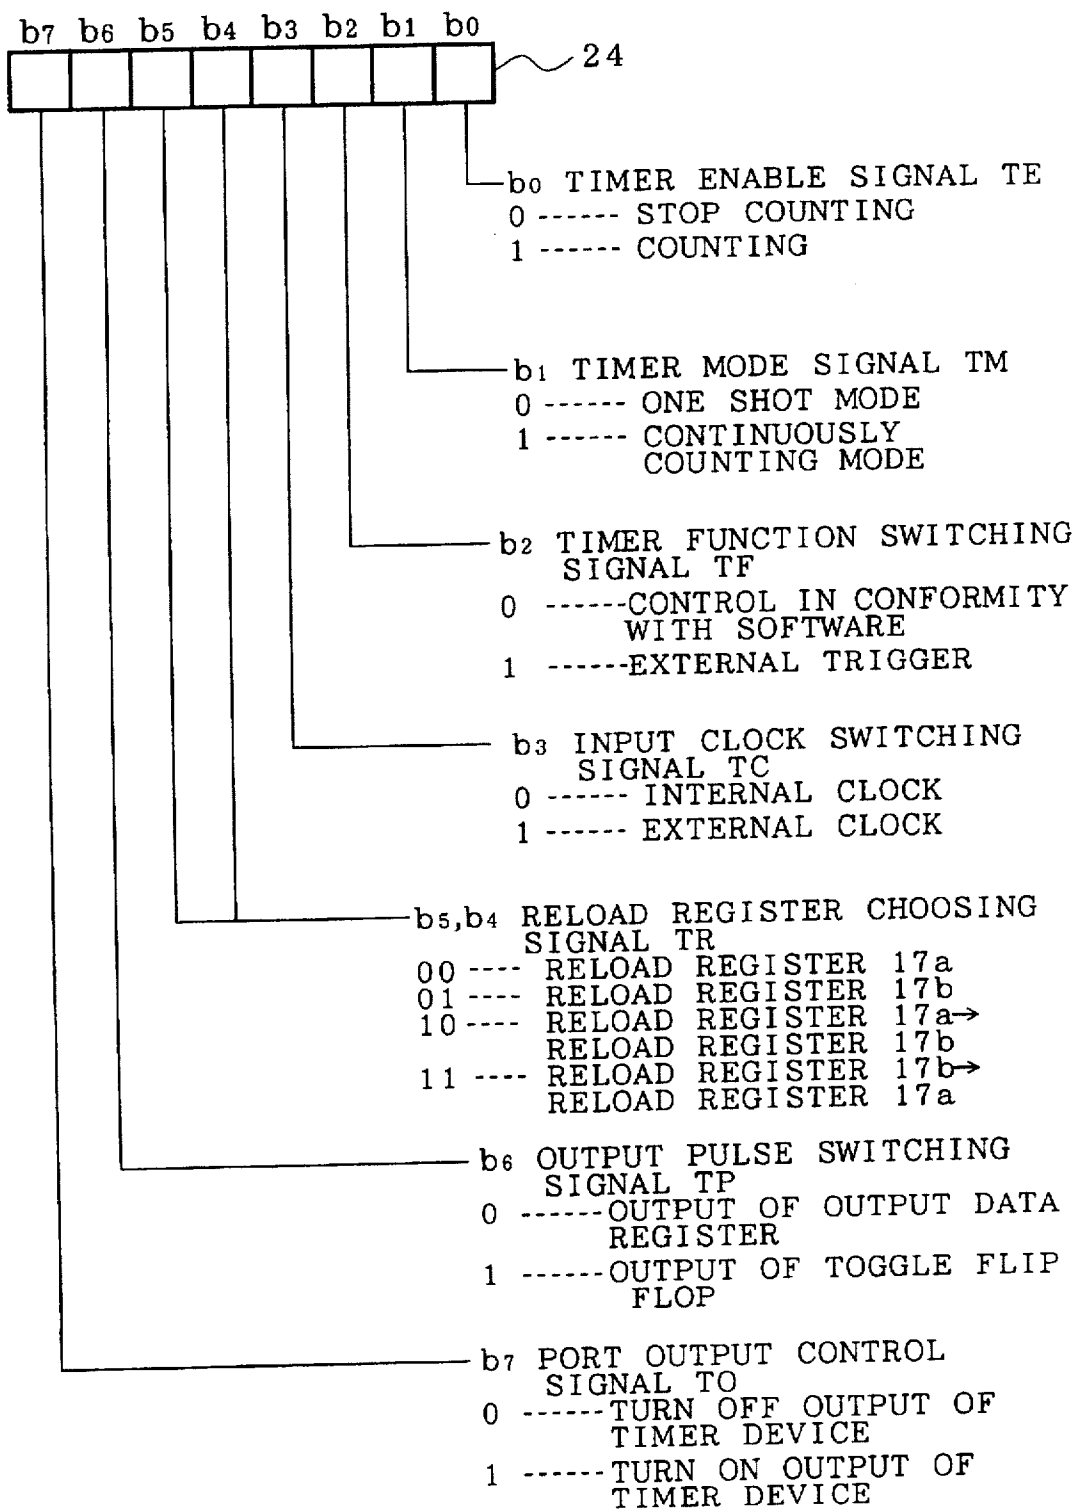 b7 b6 b5 b4 b3 b2 b1 b0
24
b0 TIMER ENABLE SIGNAL TE
0 ------ STOP COUNTING
1 ------ COUNTING
b1 TIMER MODE SIGNAL TM
0 ------ ONE SHOT MODE
1 ------ CONTINUOUSLY
COUNTING MODE
b2 TIMER FUNCTION SWITCHING
SIGNAL TF
0 ------CONTROL IN CONFORMITY
WITH SOFTWARE
1 ------EXTERNAL TRIGGER
b3 INPUT CLOCK SWITCHING
SIGNAL TC
0 ------ INTERNAL CLOCK
1 ------ EXTERNAL CLOCK
b5,b4 RELOAD REGISTER CHOOSING
SIGNAL TR
00 ---- RELOAD REGISTER 17a
01 ---- RELOAD REGISTER 17b
10 ---- RELOAD REGISTER 17a→
RELOAD REGISTER 17b
11 ---- RELOAD REGISTER 17b→
RELOAD REGISTER 17a
b6 OUTPUT PULSE SWITCHING
SIGNAL TP
0 ------OUTPUT OF OUTPUT DATA
REGISTER
1 ------OUTPUT OF TOGGLE FLIP
FLOP
b7 PORT OUTPUT CONTROL
SIGNAL TO
0 ------TURN OFF OUTPUT OF
TIMER DEVICE
1 ------TURN ON OUTPUT OF
TIMER DEVICE